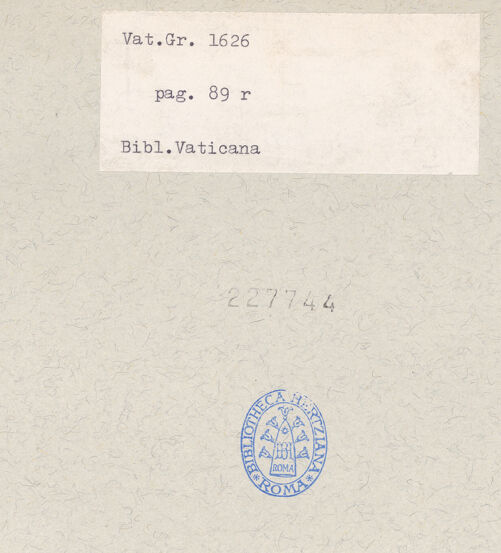 Vat.Gr. 1626
pag. 89 r
Bibl.Vaticana
227744
BIBLIOTHECA HERTZIANA
* ROMA *
ROMA